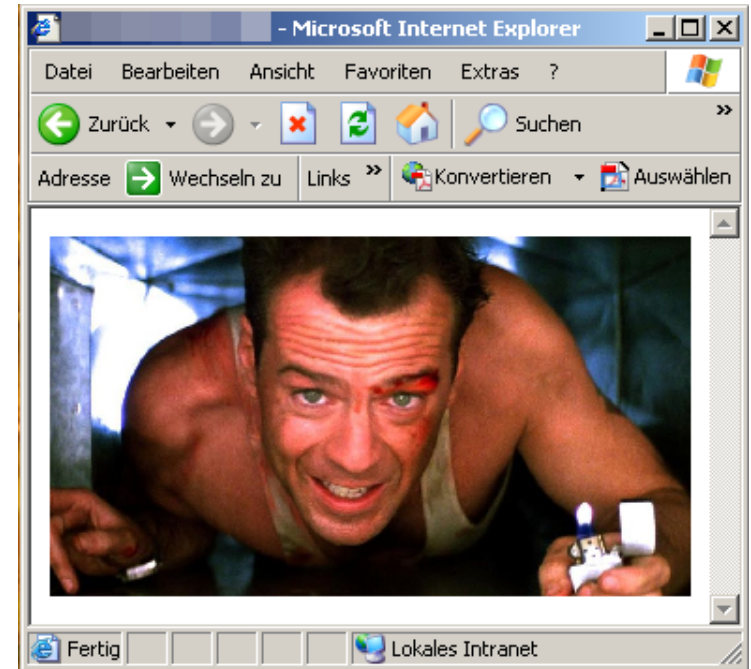 - Microsoft Internet Explorer
Datei Bearbeiten Ansicht Favoriten Extras ?
Zurück Suchen »
Adresse Wechseln zu Links » Konvertieren Auswählen
Fertig Lokales Intranet